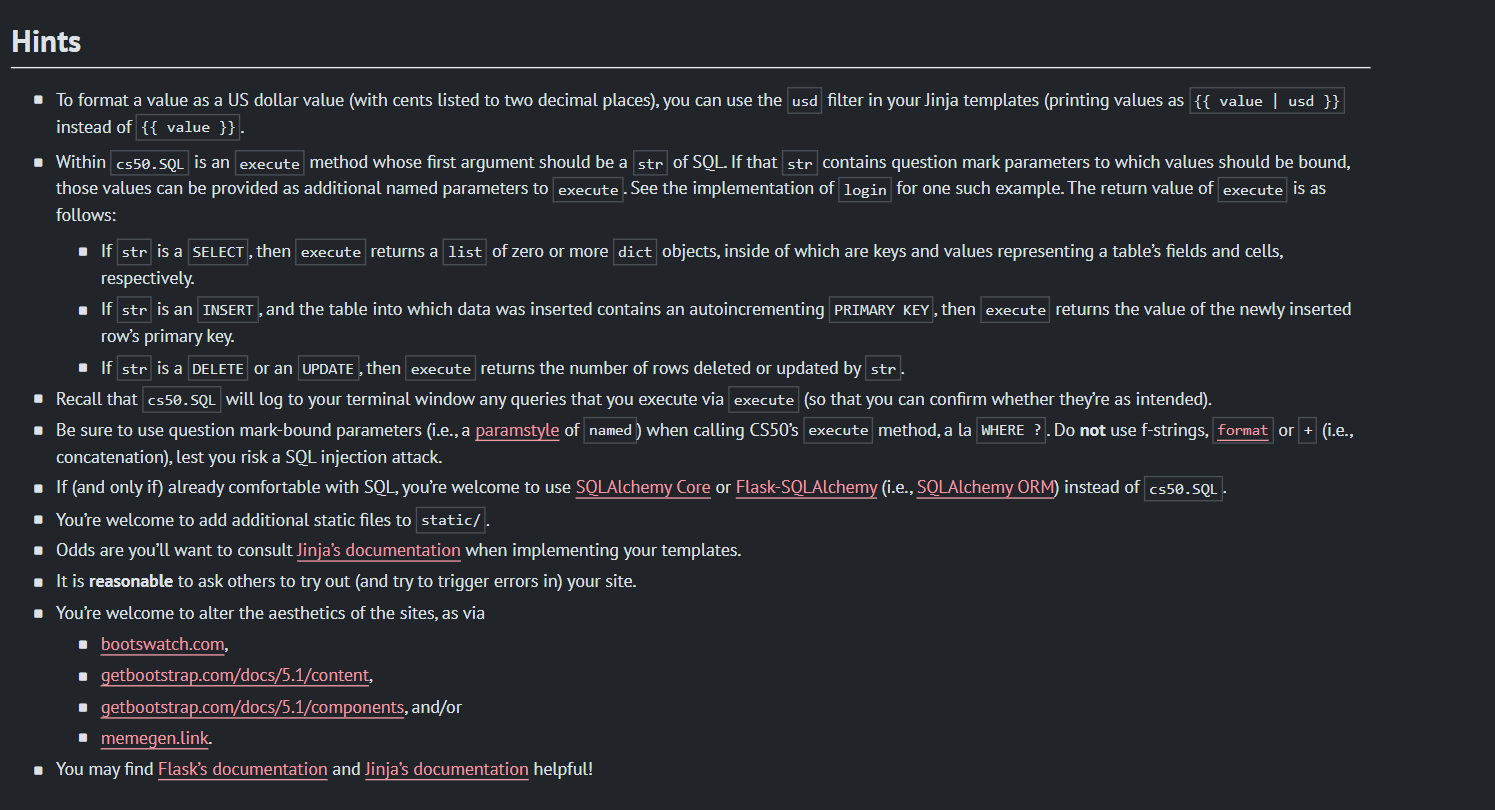 Hints
To format a value as a US dollar value (with cents listed to two decimal places), you can use the usd filter in your Jinja templates (printing values as {{ value | usd }}
instead of {{ value }}.
Within cs50.SQL is an execute method whose first argument should be a str of SQL. If that str contains question mark parameters to which values should be bound,
those values can be provided as additional named parameters to execute. See the implementation of login for one such example. The return value of execute is as
follows:
If str is a SELECT, then execute returns a list of zero or more dict objects, inside of which are keys and values representing a table’s fields and cells,
respectively.
If str is an INSERT, and the table into which data was inserted contains an autoincrementing PRIMARY KEY, then execute returns the value of the newly inserted
row’s primary key.
If str is a DELETE or an UPDATE, then execute returns the number of rows deleted or updated by str.
Recall that cs50.SQL will log to your terminal window any queries that you execute via execute (so that you can confirm whether they’re as intended).
Be sure to use question mark-bound parameters (i.e., a paramstyle of named) when calling CS50’s execute method, a la WHERE ?. Do not use f-strings, format or + (i.e.,
concatenation), lest you risk a SQL injection attack.
If (and only if) already comfortable with SQL, you’re welcome to use SQLAlchemy Core or Flask-SQLAlchemy (i.e., SQLAlchemy ORM) instead of cs50.SQL.
You’re welcome to add additional static files to static/.
Odds are you’ll want to consult Jinja’s documentation when implementing your templates.
It is reasonable to ask others to try out (and try to trigger errors in) your site.
You’re welcome to alter the aesthetics of the sites, as via
bootswatch.com,
getbootstrap.com/docs/5.1/content,
getbootstrap.com/docs/5.1/components, and/or
memegen.link.
You may find Flask’s documentation and Jinja’s documentation helpful!